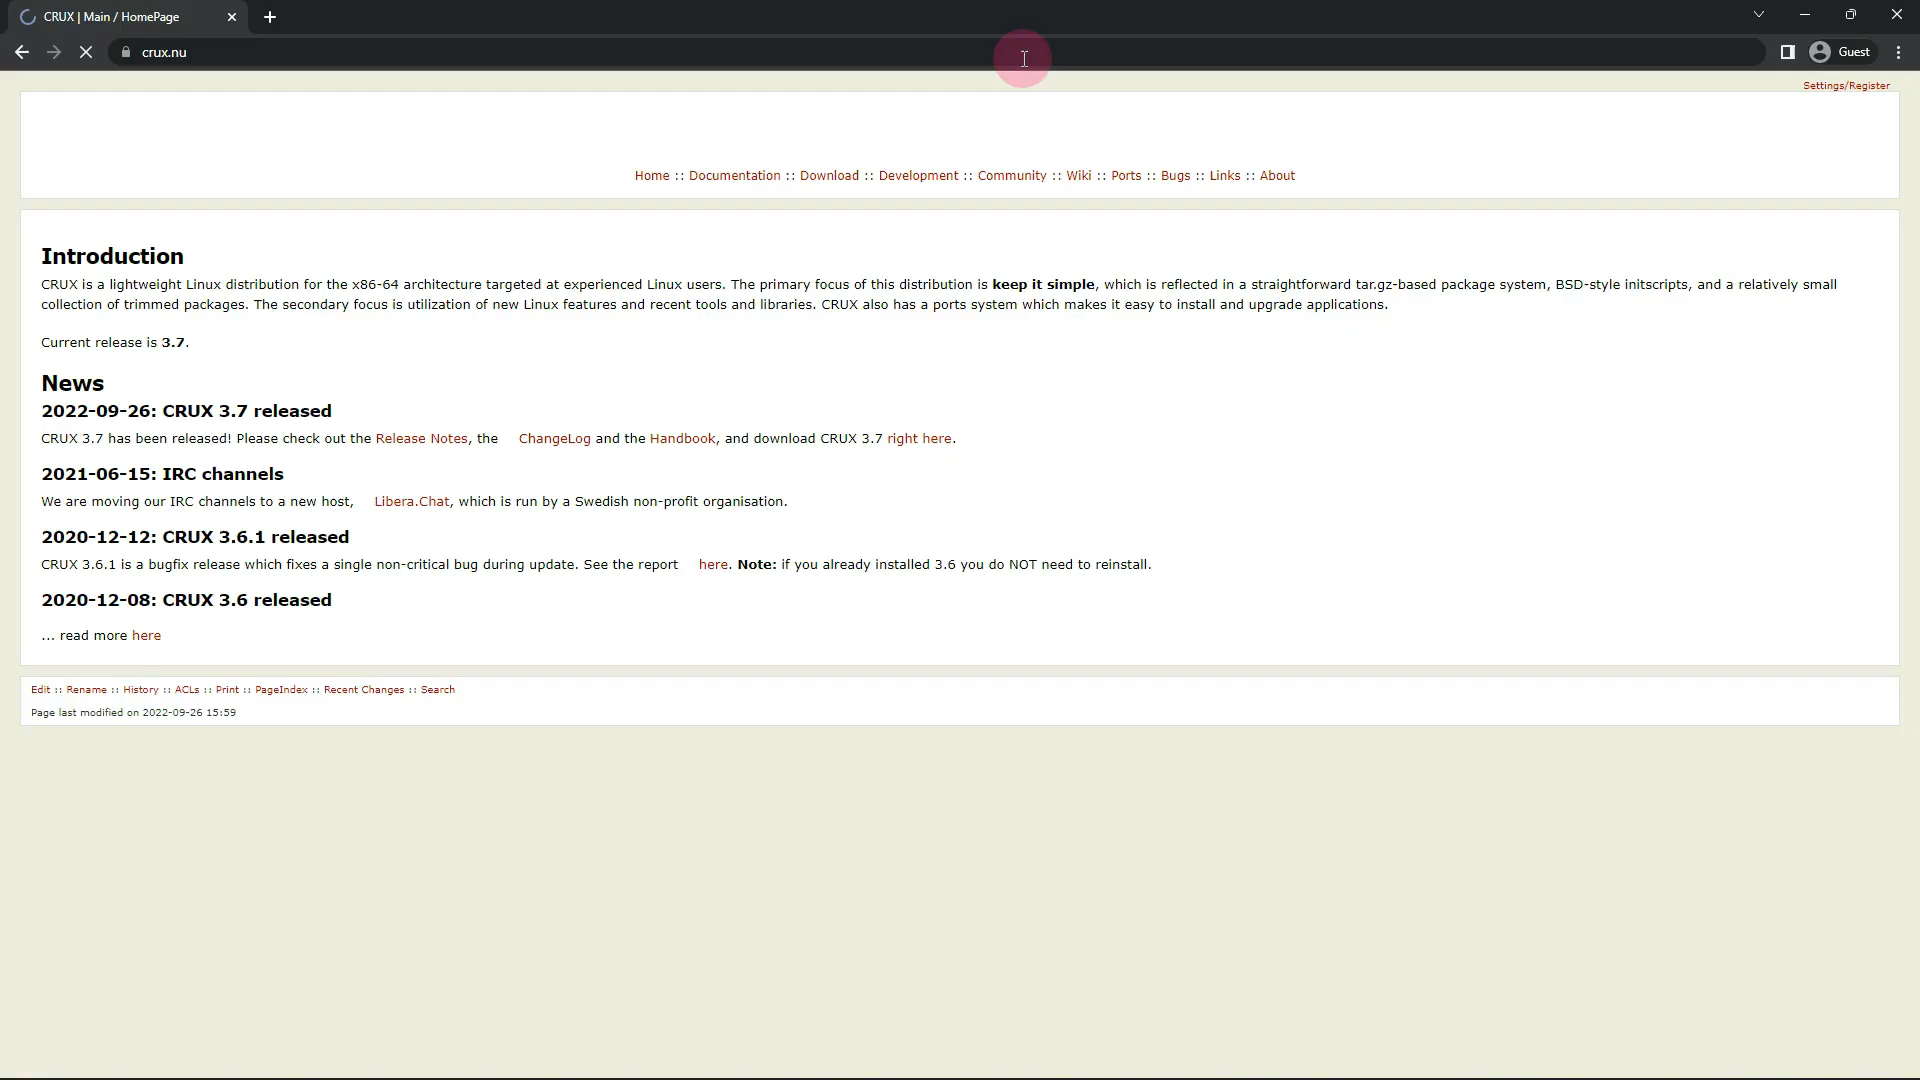 CRUX | Main / HomePage
crux.nu
Guest
Settings/Register
Home :: Documentation :: Download :: Development :: Community :: Wiki :: Ports :: Bugs :: Links :: About
Introduction
CRUX is a lightweight Linux distribution for the x86-64 architecture targeted at experienced Linux users. The primary focus of this distribution is keep it simple, which is reflected in a straightforward tar.gz-based package system, BSD-style initscripts, and a relatively small
collection of trimmed packages. The secondary focus is utilization of new Linux features and recent tools and libraries. CRUX also has a ports system which makes it easy to install and upgrade applications.
Current release is 3.7.
News
2022-09-26: CRUX 3.7 released
CRUX 3.7 has been released! Please check out the Release Notes, the ChangeLog and the Handbook, and download CRUX 3.7 right here.
2021-06-15: IRC channels
We are moving our IRC channels to a new host, Libera.Chat, which is run by a Swedish non-profit organisation.
2020-12-12: CRUX 3.6.1 released
CRUX 3.6.1 is a bugfix release which fixes a single non-critical bug during update. See the report here. Note: if you already installed 3.6 you do NOT need to reinstall.
2020-12-08: CRUX 3.6 released
... read more here
Edit :: Rename :: History :: ACLs :: Print :: PageIndex :: Recent Changes :: Search
Page last modified on 2022-09-26 15:59